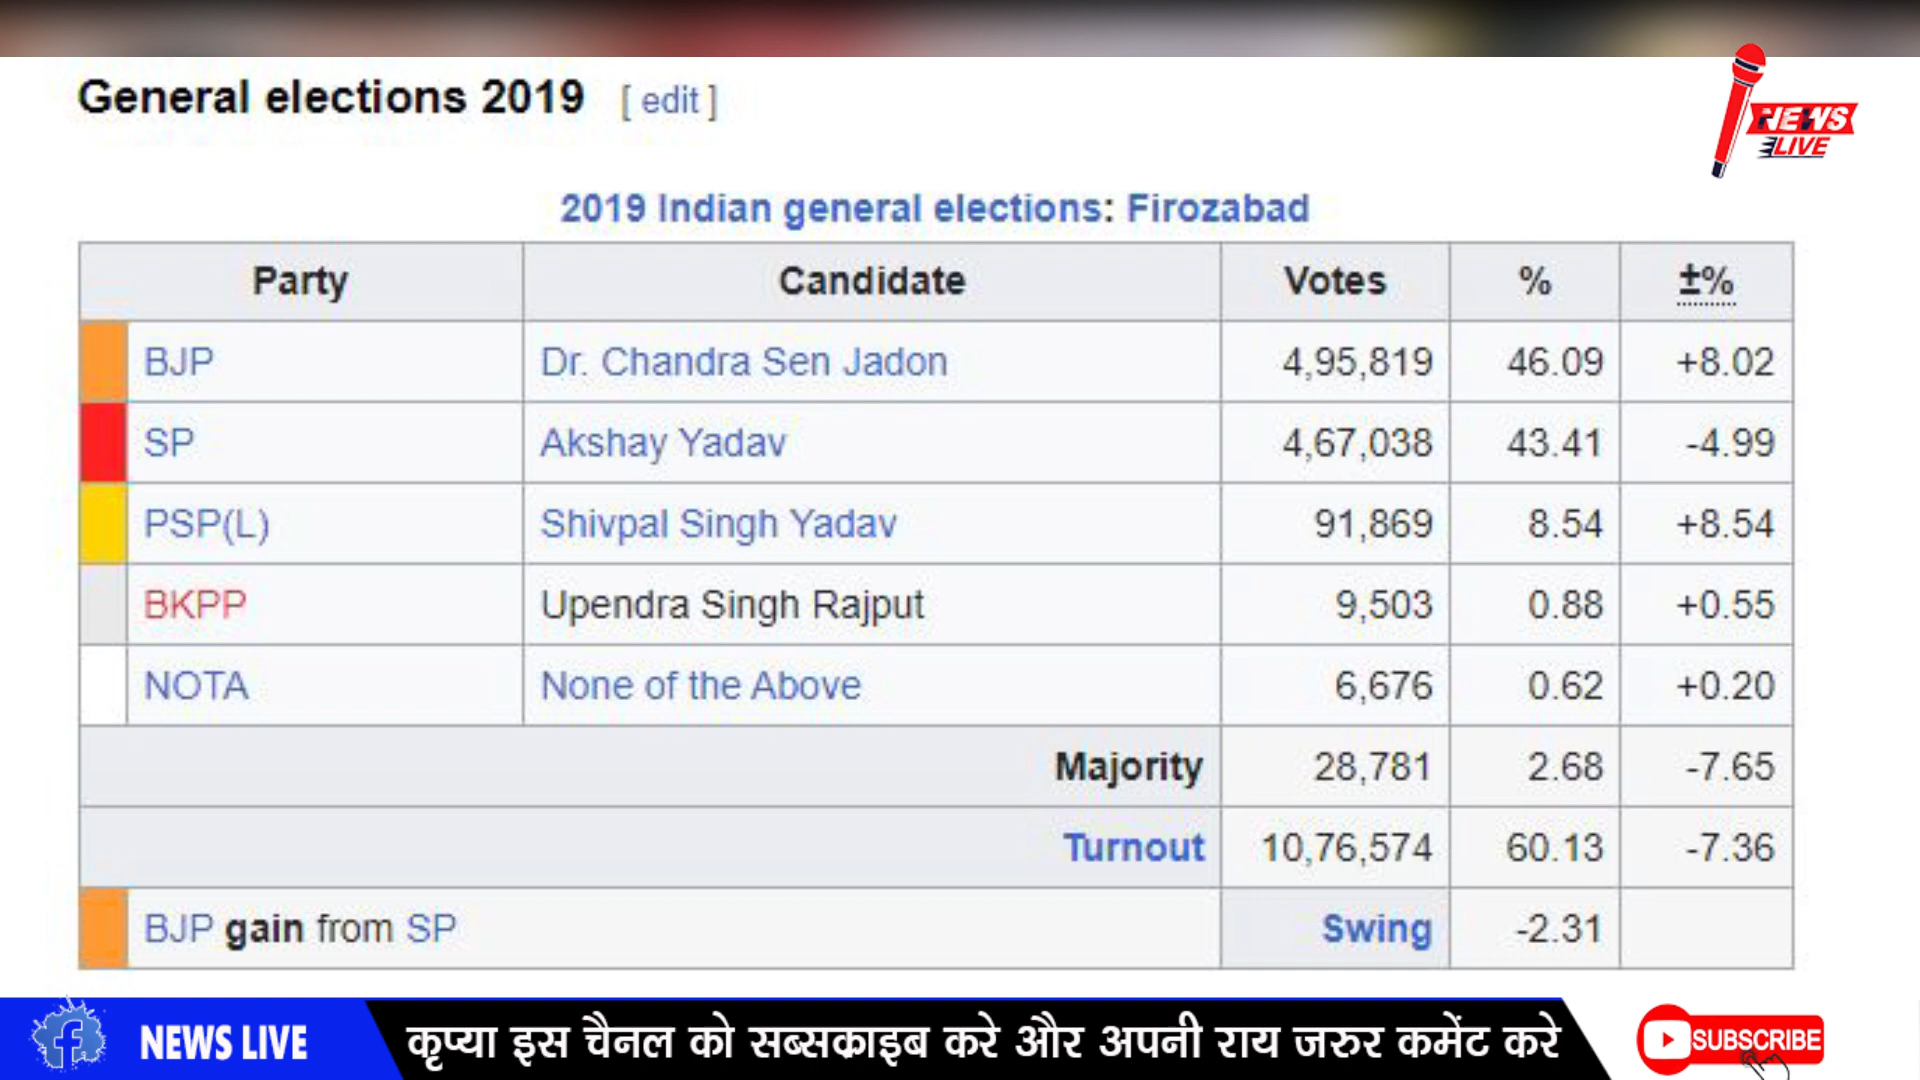 General elections 2019 [ edit ]
NEWS
LIVE
2019 Indian general elections: Firozabad
Party Candidate Votes % ±%
BJP Dr. Chandra Sen Jadon 4,95,819 46.09 +8.02
SP Akshay Yadav 4,67,038 43.41 -4.99
PSP(L) Shivpal Singh Yadav 91,869 8.54 +8.54
BKPP Upendra Singh Rajput 9,503 0.88 +0.55
NOTA None of the Above 6,676 0.62 +0.20
Majority 28,781 2.68 -7.65
Turnout 10,76,574 60.13 -7.36
BJP gain from SP Swing -2.31
f NEWS LIVE कृप्या इस चैनल को सब्सक्राइब करे और अपनी राय जरुर कमेंट करे SUBSCRIBE